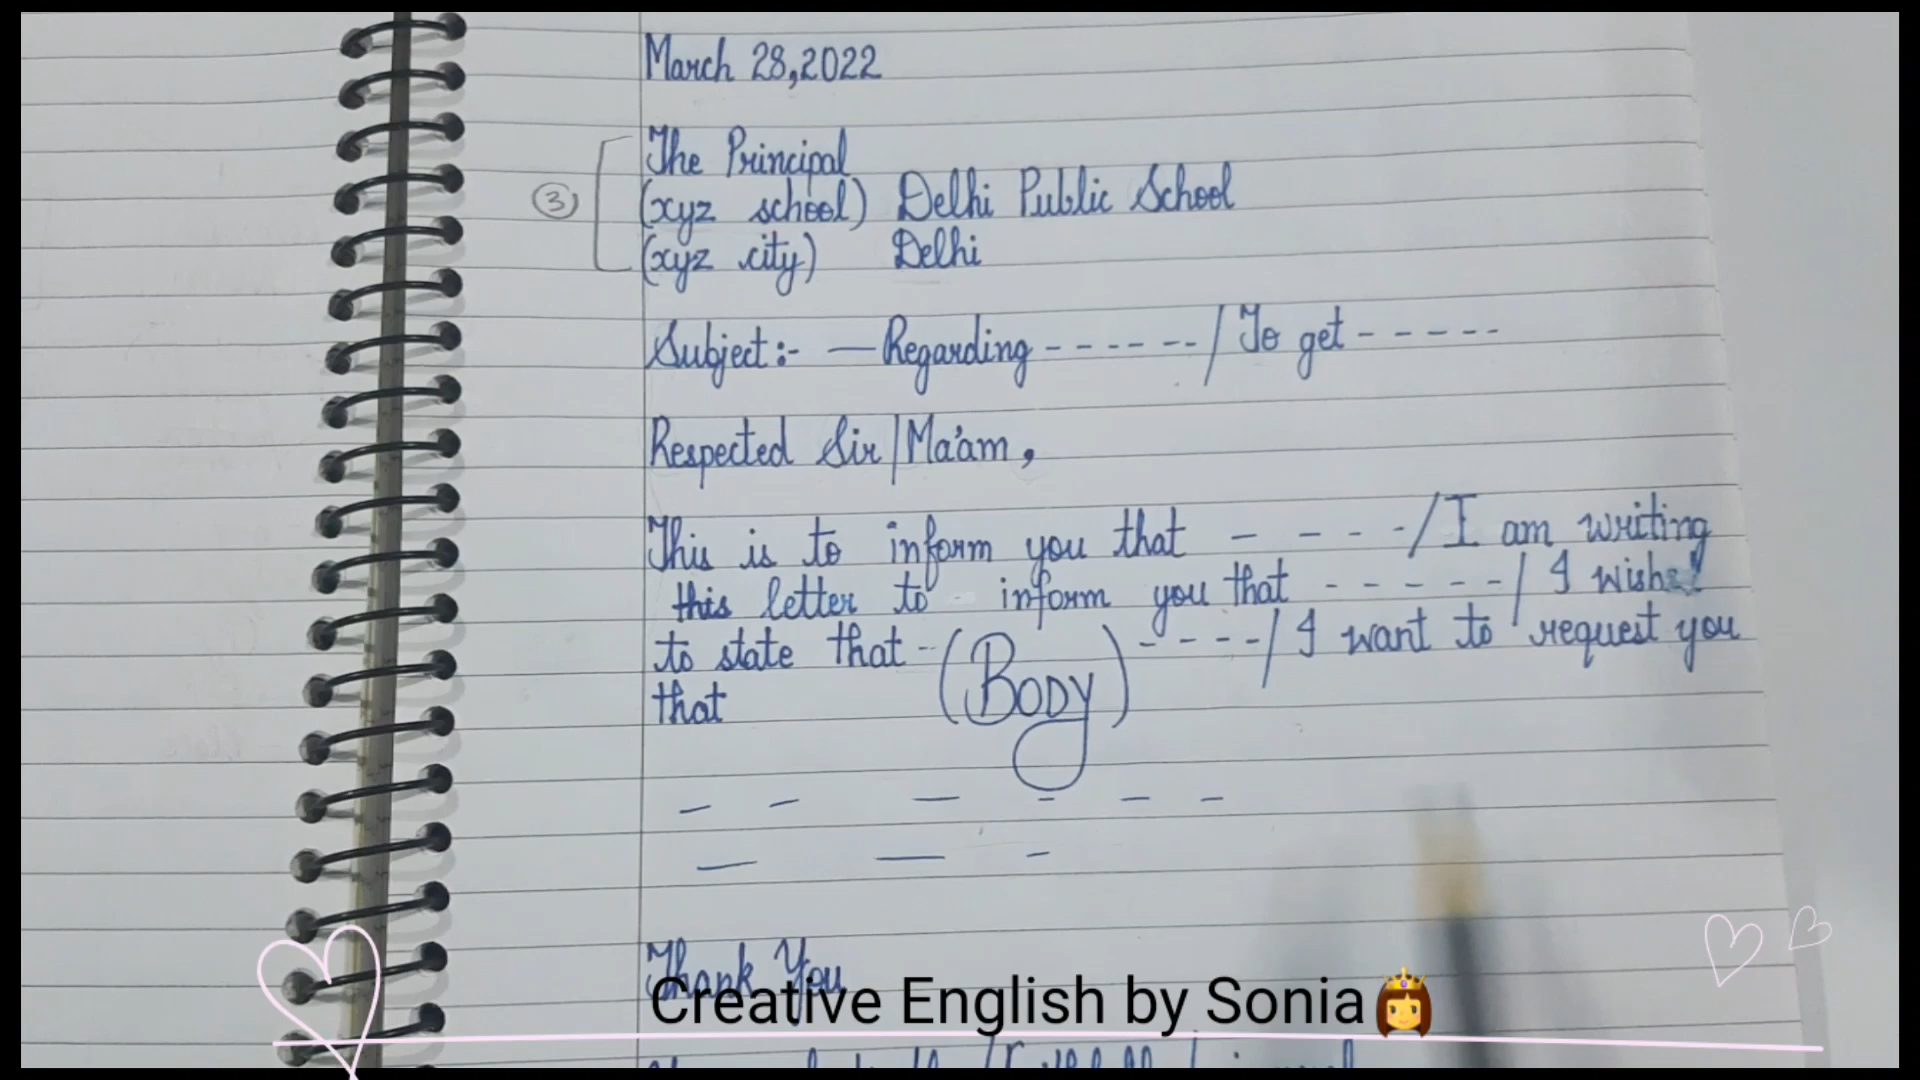 March 28,2022
The Principal
③ (xyz school) Delhi Public School
(xyz city) Delhi
Subject:- — Regarding ------/ To get -----
Respected Sir/Ma'am,
This is to inform you that - - - -/ I am writing
this letter to inform you that -----/ I wish
to state that -- (BODY) ----/ I want to request you
that
Thank You
Creative English by Sonia👸